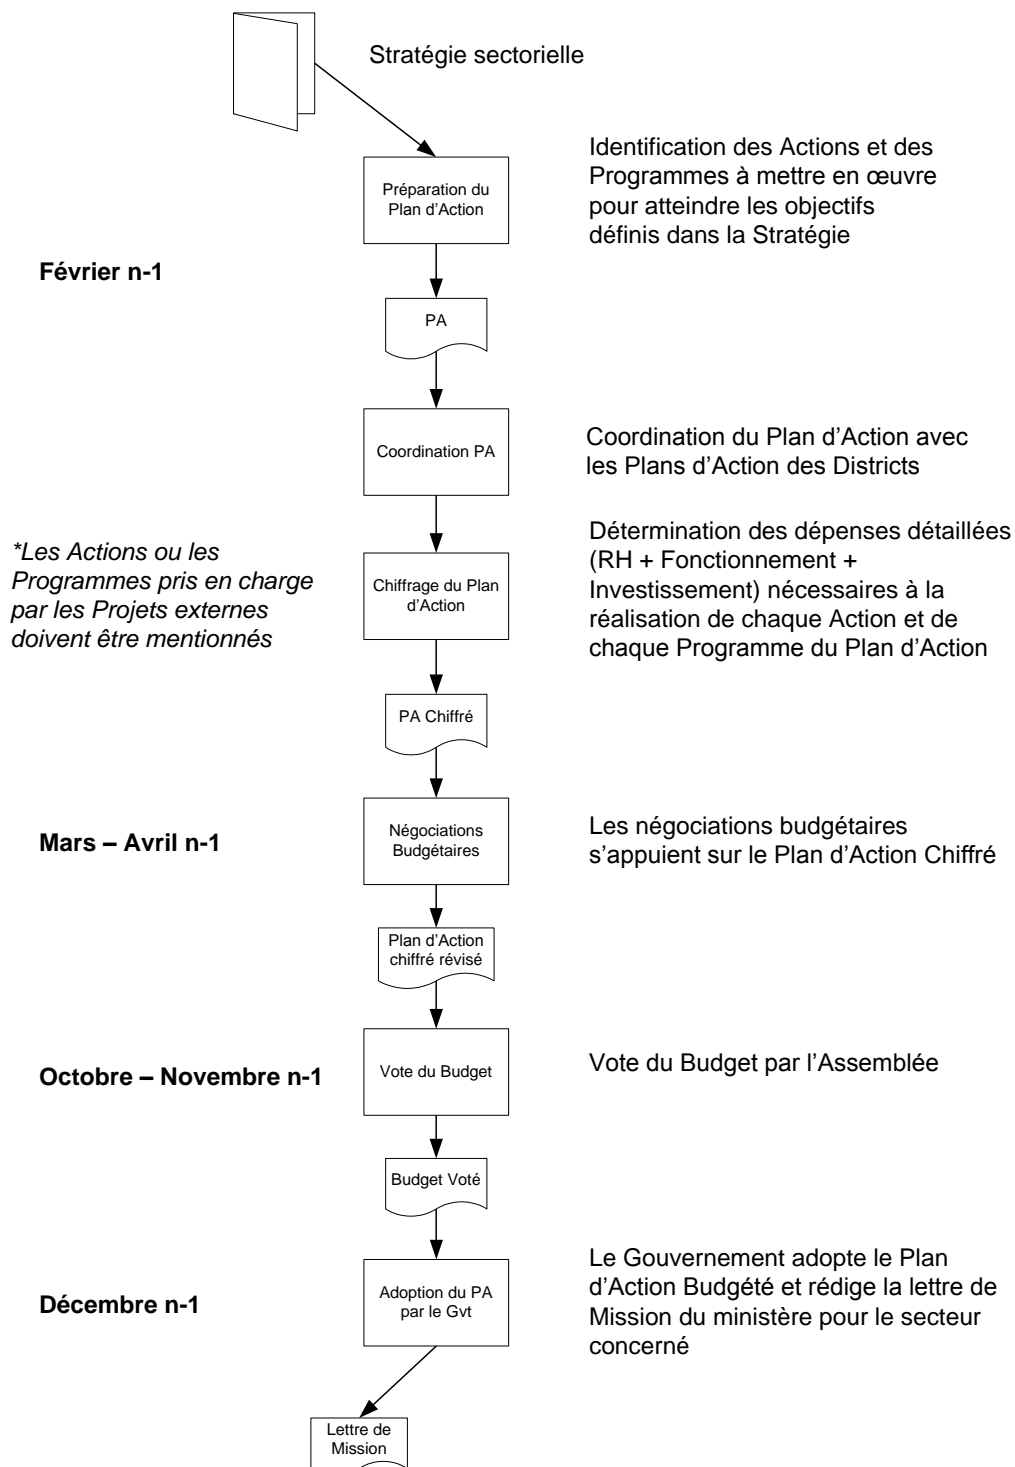 Stratégie sectorielle
Préparation du
Plan d’Action
Identification des Actions et des
Programmes à mettre en œuvre
pour atteindre les objectifs
définis dans la Stratégie
Février n-1
PA
Coordination PA
Coordination du Plan d’Action avec
les Plans d’Action des Districts
*Les Actions ou les
Programmes pris en charge
par les Projets externes
doivent être mentionnés
Chiffrage du Plan
d’Action
Détermination des dépenses détaillées
(RH + Fonctionnement +
Investissement) nécessaires à la
réalisation de chaque Action et de
chaque Programme du Plan d’Action
PA Chiffré
Mars – Avril n-1
Négociations
Budgétaires
Les négociations budgétaires
s’appuient sur le Plan d’Action Chiffré
Plan d’Action
chiffré révisé
Octobre – Novembre n-1
Vote du Budget
Vote du Budget par l’Assemblée
Budget Voté
Décembre n-1
Adoption du PA
par le Gvt
Le Gouvernement adopte le Plan
d’Action Budgété et rédige la lettre de
Mission du ministère pour le secteur
concerné
Lettre de
Mission